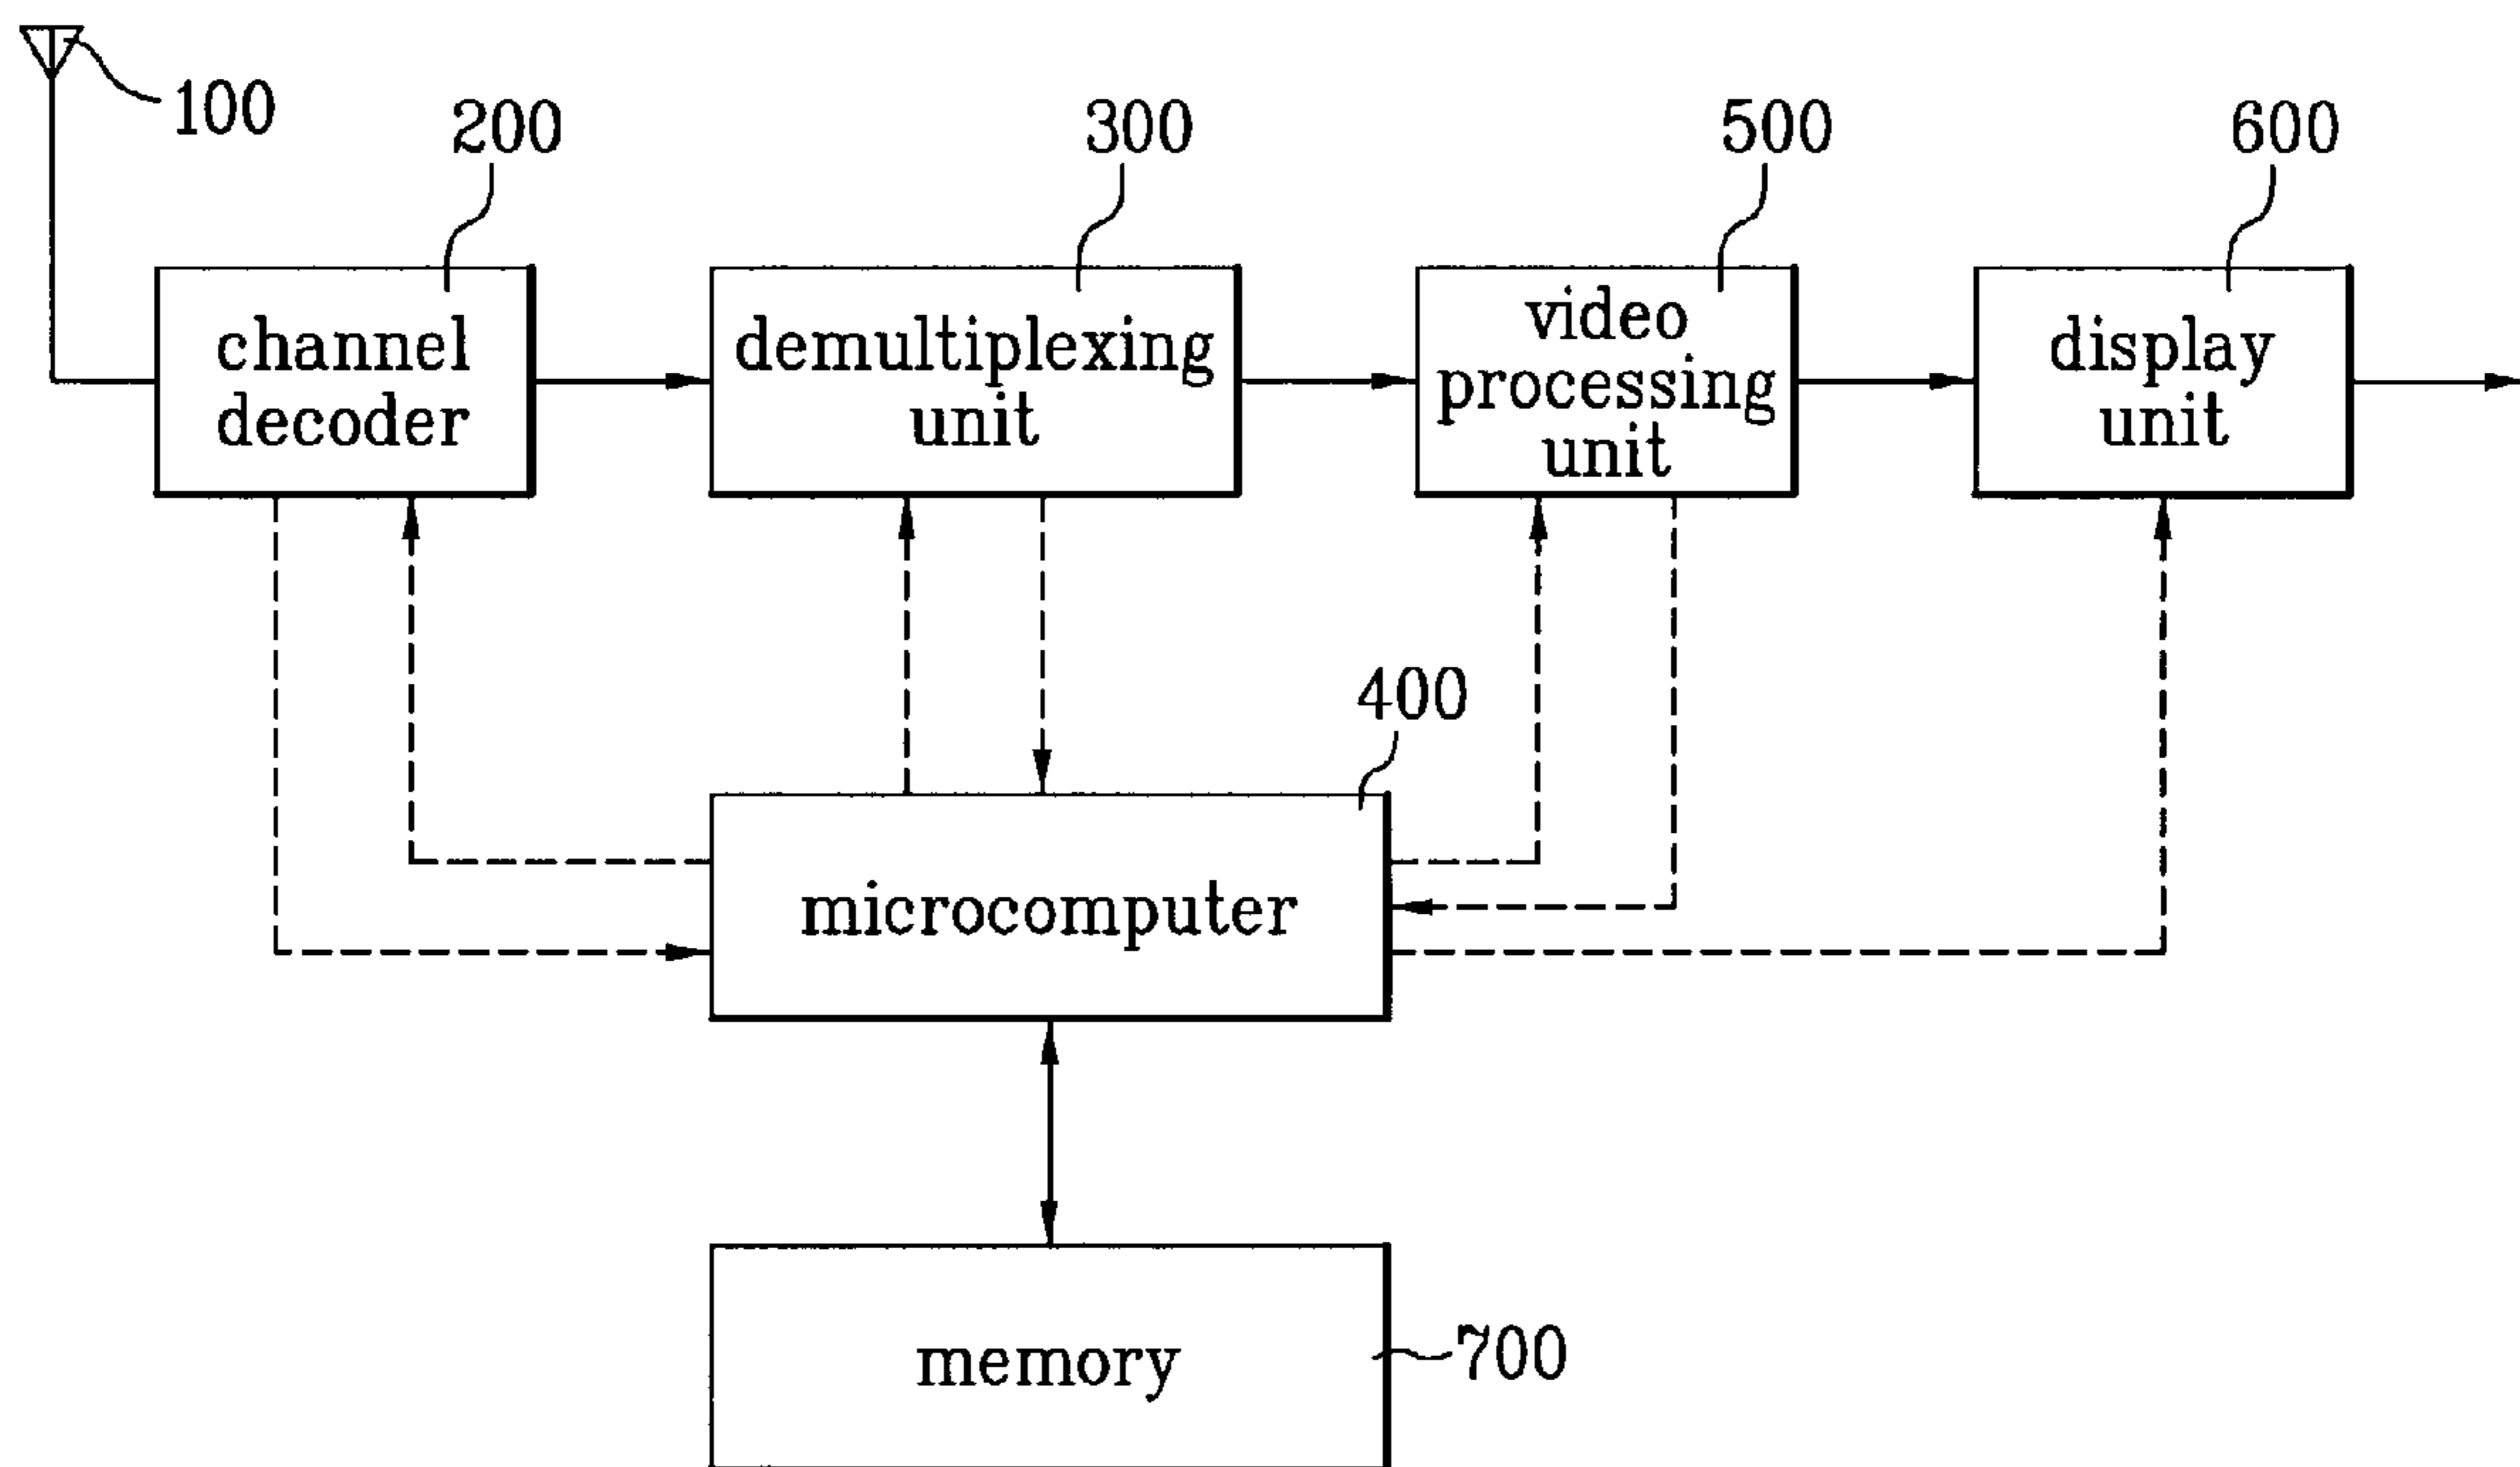 100
200
300
500
600
channel
decoder
demultiplexing
unit
video
processing
unit
display
unit
400
microcomputer
memory
700